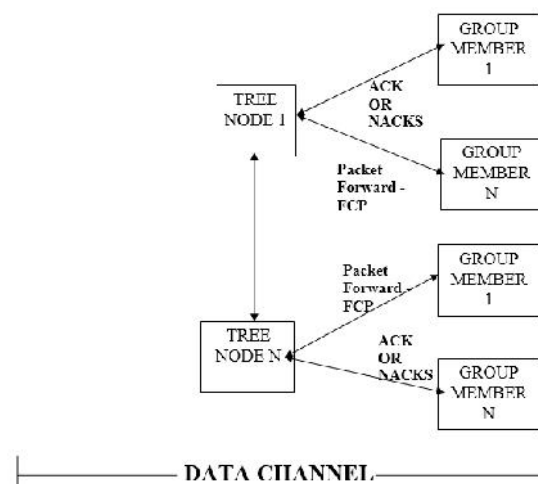 GROUP
MEMBER
1
TREE
NODE 1
ACK
OR
NACKS
GROUP
MEMBER
N
Packet
Forward -
FCP
Packet
Forward -
FCP
GROUP
MEMBER
1
TREE
NODE N
ACK
OR
NACKS
GROUP
MEMBER
N
DATA CHANNEL